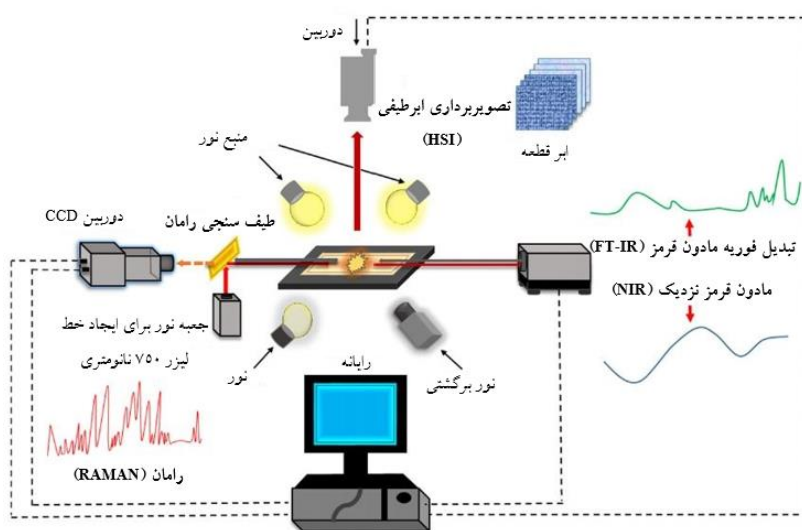 دوربین
تصویربرداری ابرطیفی
(HSI)
ابر قطعه
منبع نور
طیف سنجی رامان
دوربین CCD
تبدیل فوریه مادون قرمز (FT-IR)
مادون قرمز نزدیک (NIR)
جعبه نور برای ایجاد خط
لیزر ۷۵۰ نانومتری
نور
رایانه
نور برگشتی
رامان (RAMAN)